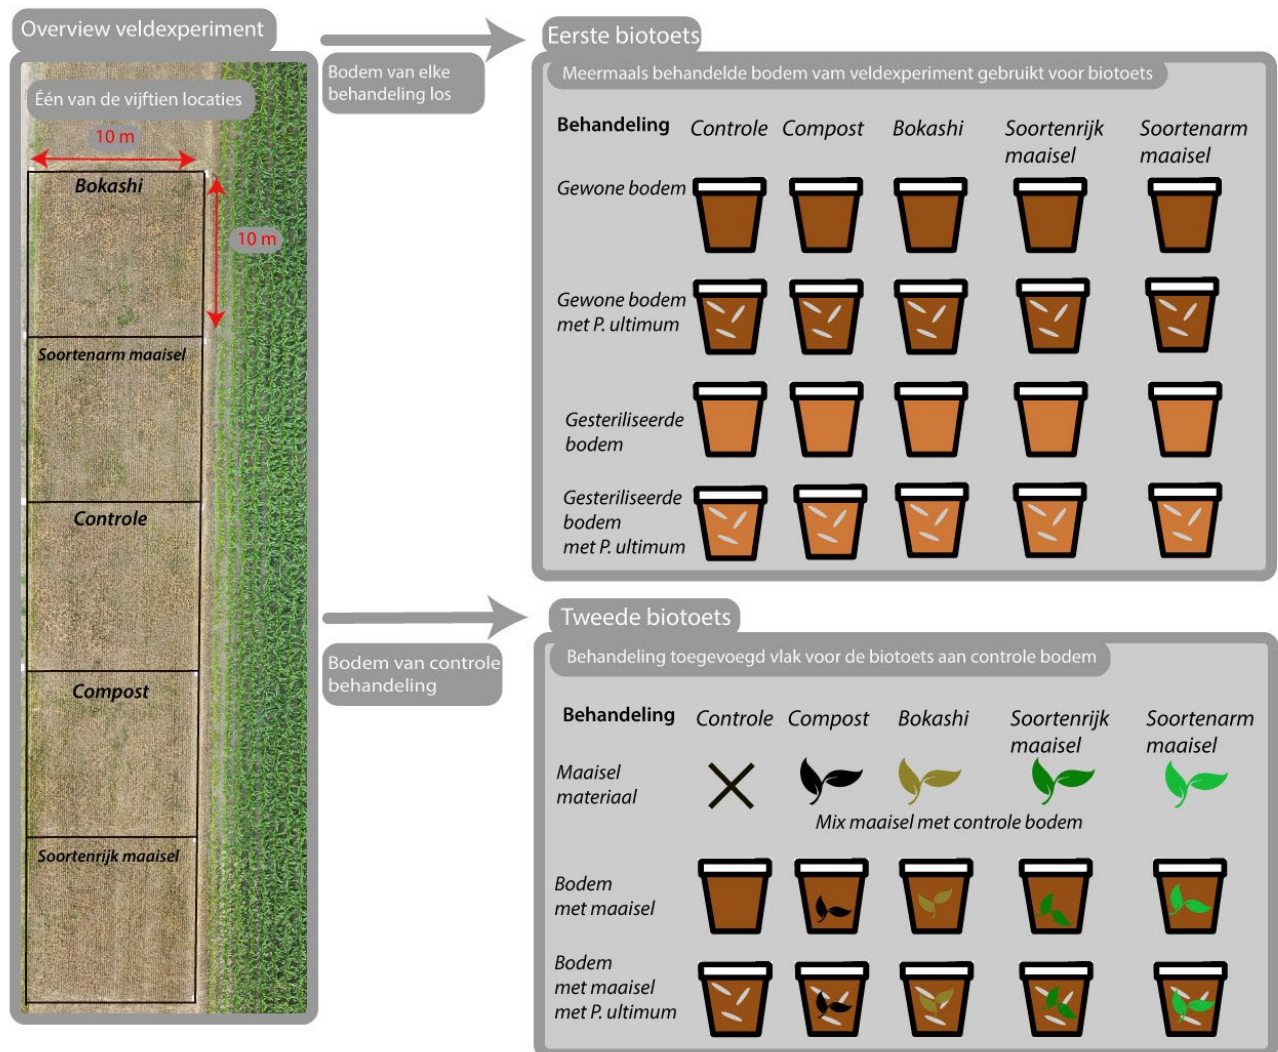 Overview veldexperiment
Één van de vijftien locaties
10 m
Bokashi
10 m
Soortenarm maaisel
Controle
Compost
Soortenrijk maaisel
Bodem van elke
behandeling los
Eerste biotoets
Meermaals behandelde bodem vam veldexperiment gebruikt voor biotoets
Behandeling Controle Compost Bokashi Soortenrijk maaisel Soortenarm maaisel
Gewone bodem
Gewone bodem
met P. ultimum
Gesteriliseerde
bodem
Gesteriliseerde
bodem
met P. ultimum
Bodem van controle
behandeling
Tweede biotoets
Behandeling toegevoegd vlak voor de biotoets aan controle bodem
Behandeling Controle Compost Bokashi Soortenrijk maaisel Soortenarm maaisel
Maaisel
materiaal
Mix maaisel met controle bodem
Bodem
met maaisel
Bodem
met maaisel
met P. ultimum